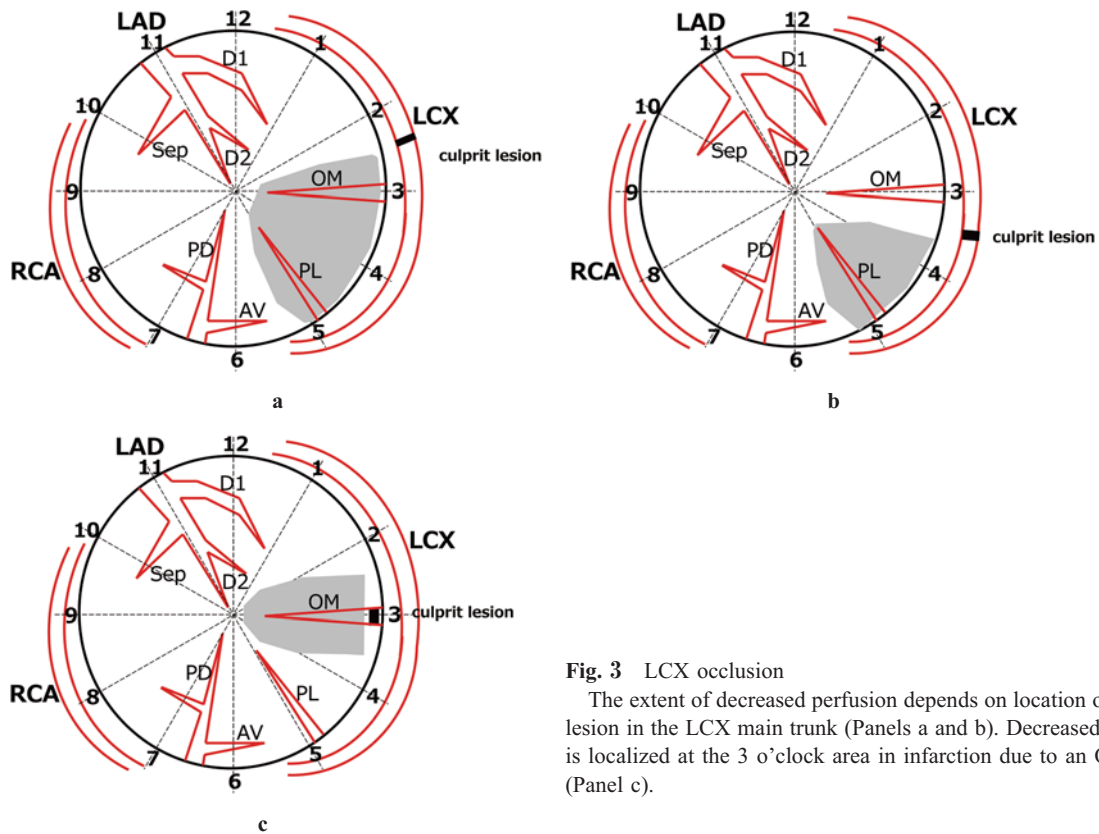 LAD
12
11
D1
1
10
2
LCX
culprit lesion
Sep
D2
9
OM
3
PD
RCA
8
PL
4
AV
7
5
6
a
LAD
12
11
D1
1
10
2
LCX
Sep
D2
9
OM
3
culprit lesion
PD
RCA
8
PL
4
AV
7
5
6
b
LAD
12
11
D1
1
10
2
LCX
Sep
D2
9
OM
3
culprit lesion
PD
RCA
8
PL
4
AV
7
5
6
c
Fig. 3 LCX occlusion
The extent of decreased perfusion depends on location o
lesion in the LCX main trunk (Panels a and b). Decreased
is localized at the 3 o'clock area in infarction due to an
(Panel c).